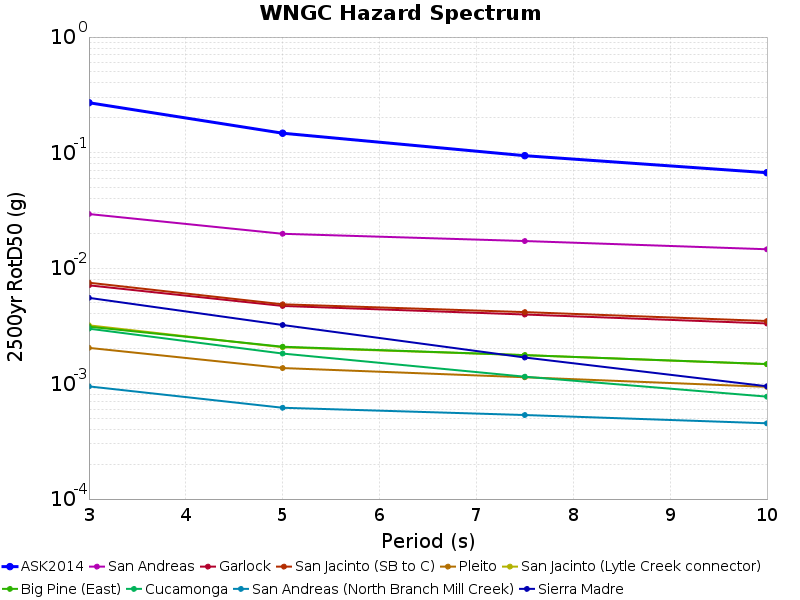 WNGC Hazard Spectrum
10^0
10^-1
10^-2
10^-3
10^-4
2500yr RotD50 (g)
3 4 5 6 7 8 9 10
Period (s)
ASK2014 San Andreas Garlock San Jacinto (SB to C) Pleito San Jacinto (Lytle Creek connector)
Big Pine (East) Cucamonga San Andreas (North Branch Mill Creek) Sierra Madre